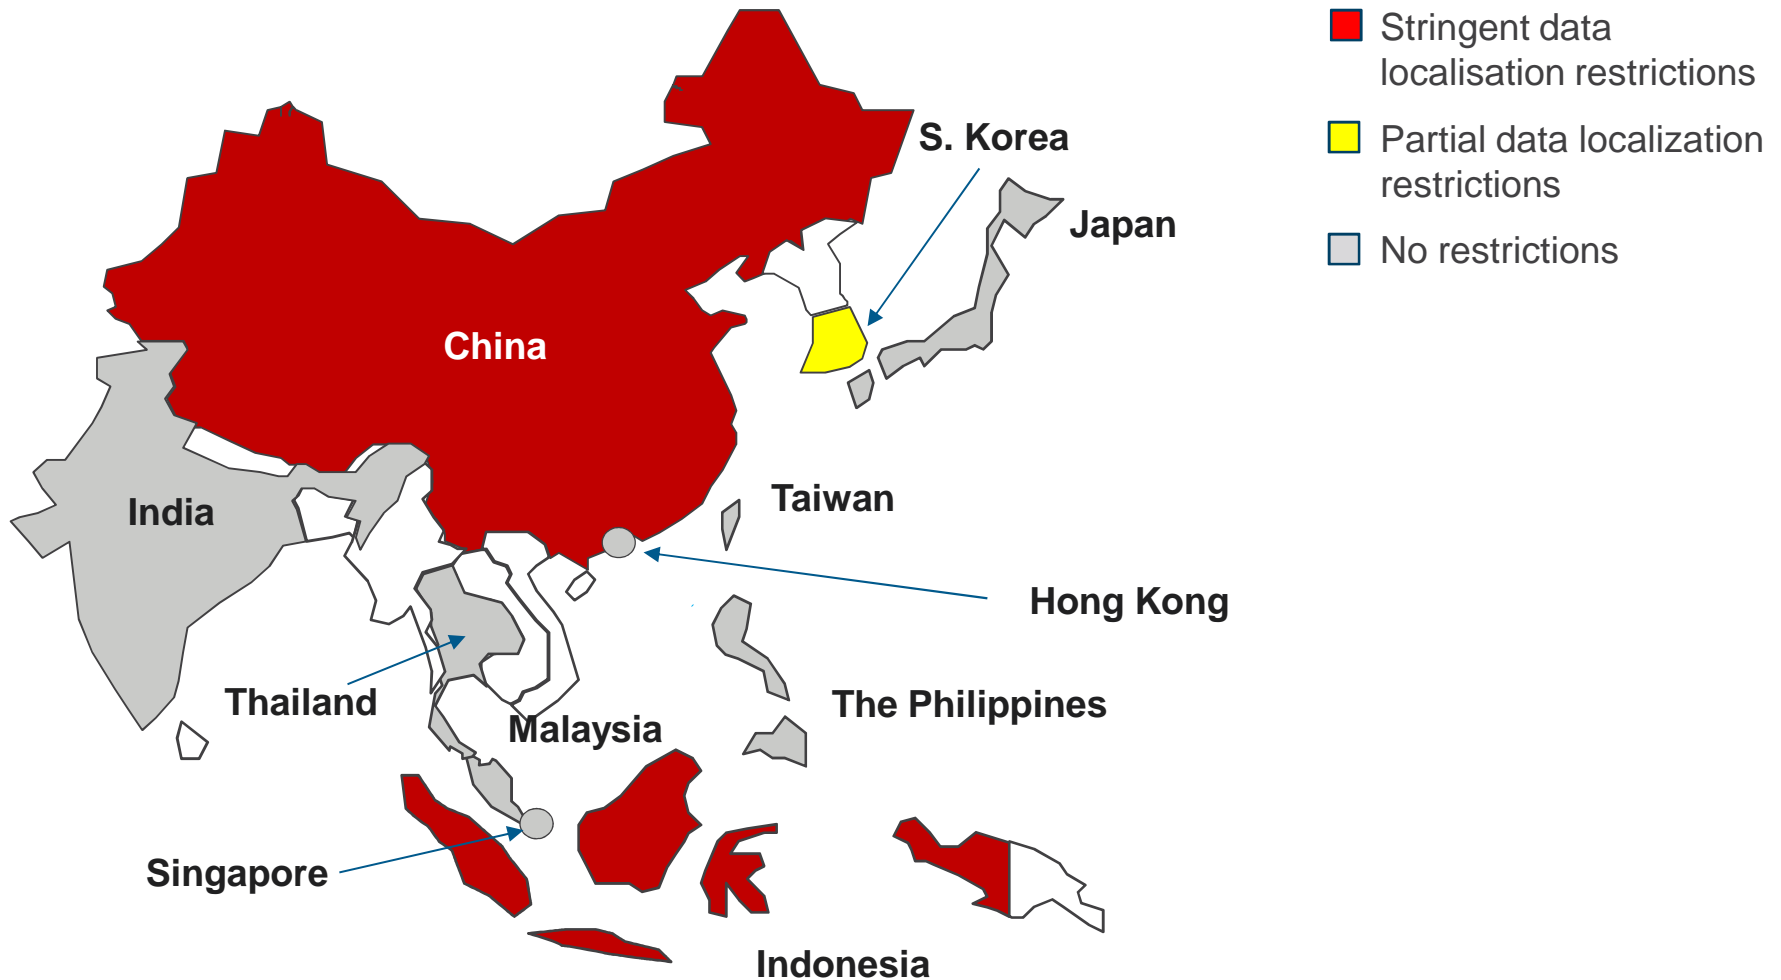 Stringent data
localisation restrictions
Partial data localization
restrictions
No restrictions
S. Korea
Japan
China
Taiwan
India
Hong Kong
Thailand
Malaysia
The Philippines
Singapore
Indonesia